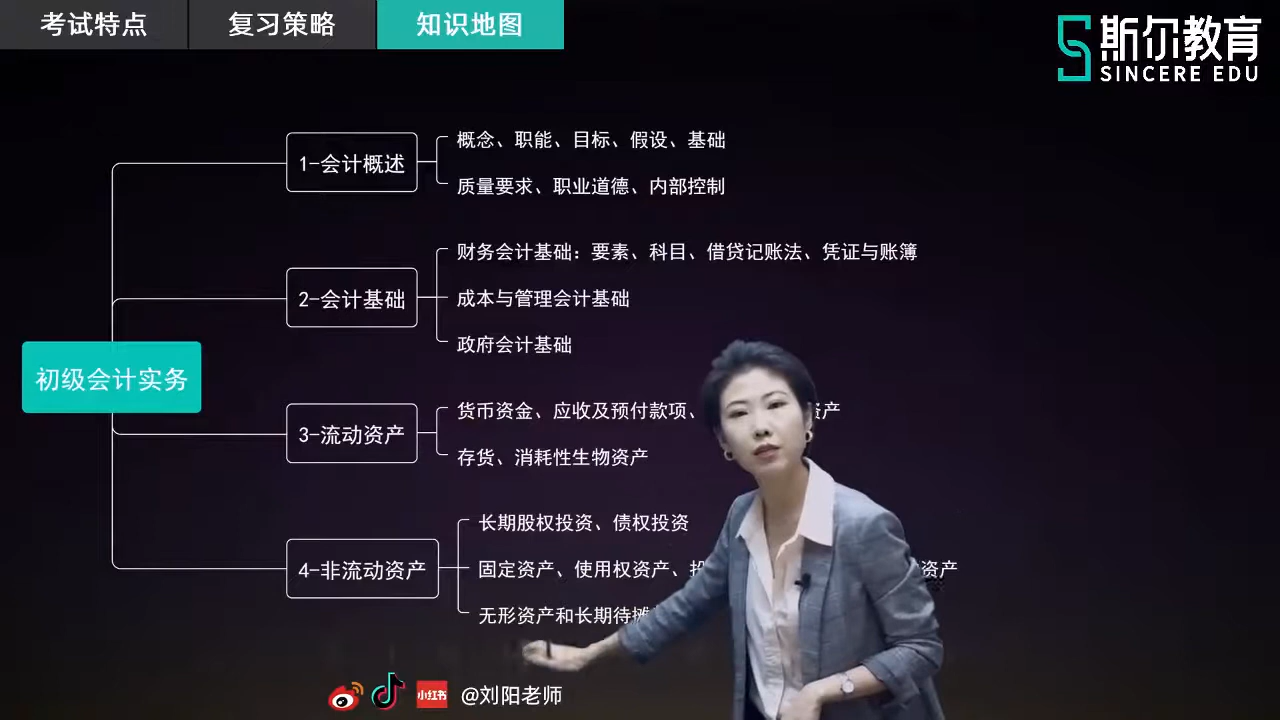 考试特点
复习策略
知识地图
斯尔教育
SINCERE EDU
初级会计实务
1-会计概述
概念、职能、目标、假设、基础
质量要求、职业道德、内部控制
2-会计基础
财务会计基础：要素、科目、借贷记账法、凭证与账簿
成本与管理会计基础
政府会计基础
3-流动资产
货币资金、应收及预付款项、 资产
存货、消耗性生物资产
4-非流动资产
长期股权投资、债权投资
固定资产、使用权资产、投 资产
无形资产和长期待摊
小红书
@刘阳老师